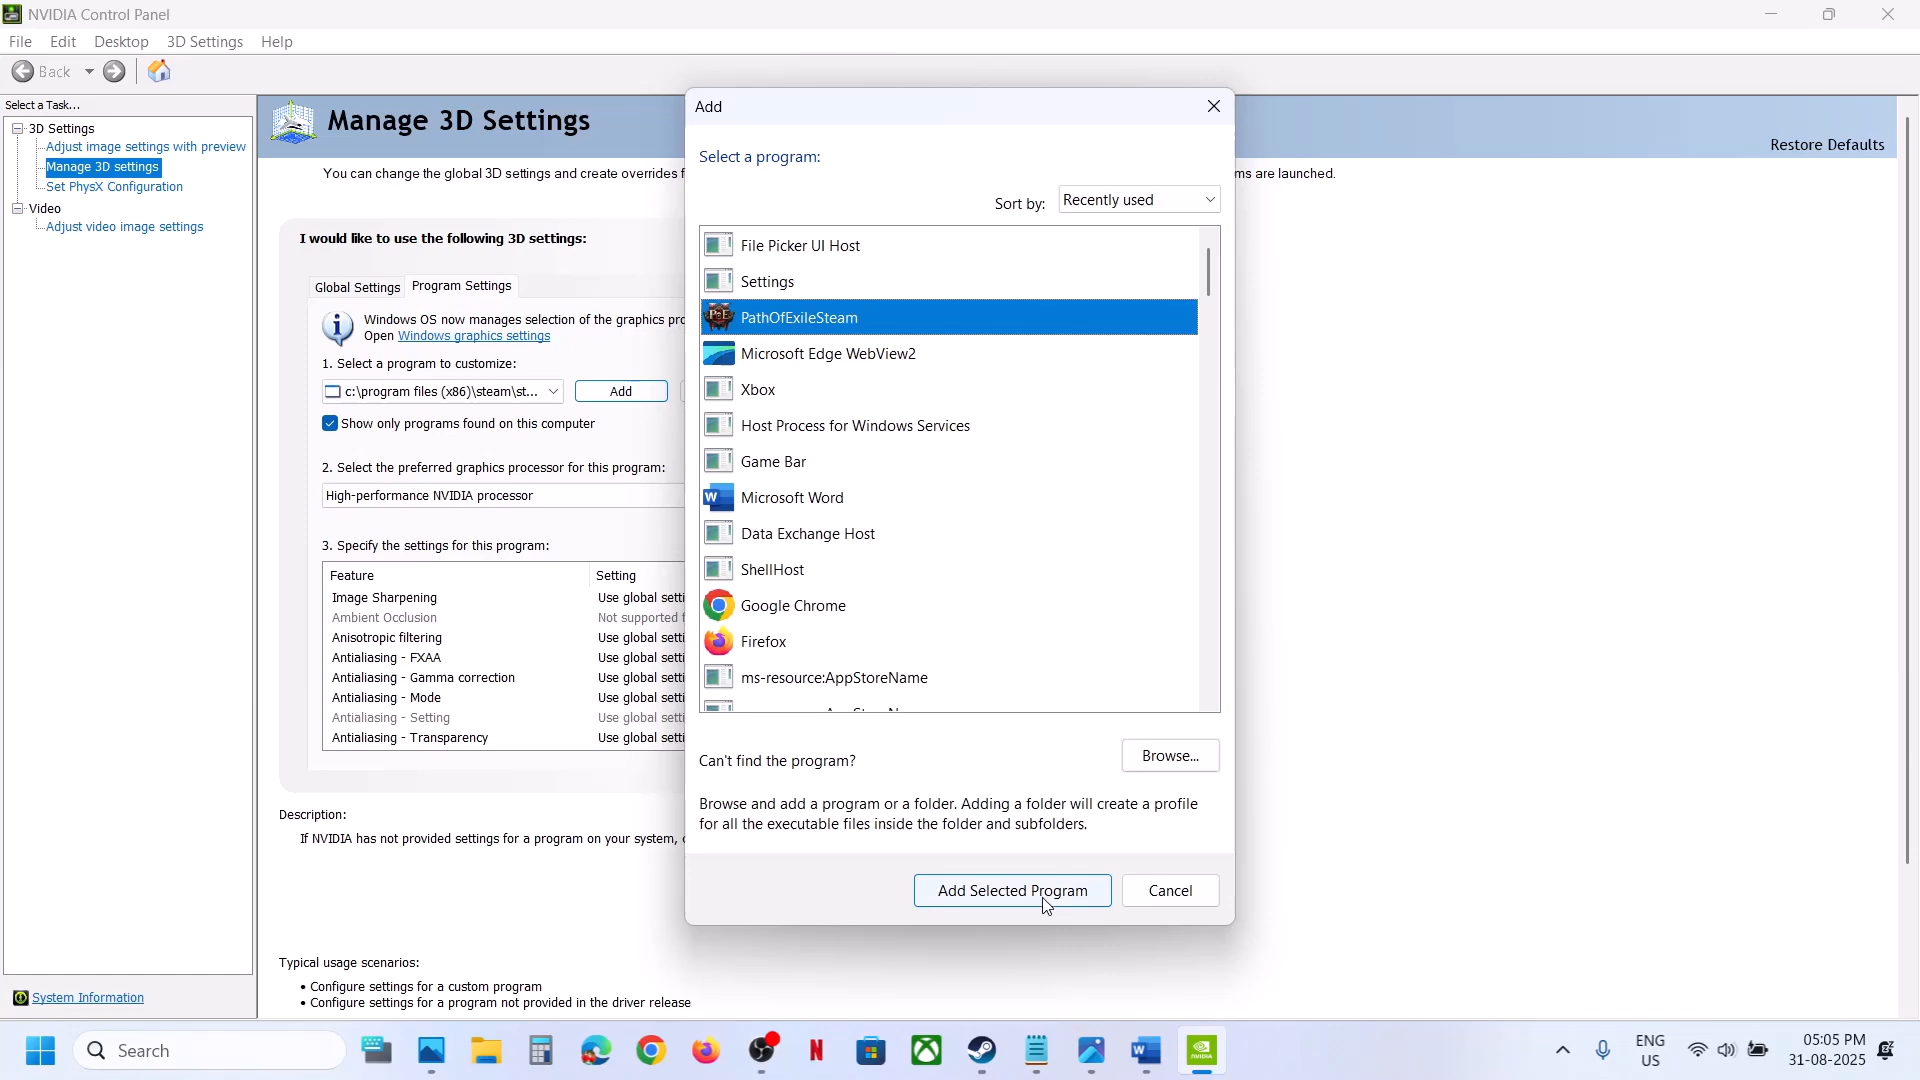 NVIDIA Control Panel
File Edit Desktop 3D Settings Help
Back
Select a Task...
3D Settings
Adjust image settings with preview
Manage 3D settings
Set PhysX Configuration
Video
Adjust video image settings
System Information
Manage 3D Settings
Restore Defaults
You can change the global 3D settings and create overrides f
ms are launched.
I would like to use the following 3D settings:
Global Settings Program Settings
Windows OS now manages selection of the graphics pro
Open Windows graphics settings
1. Select a program to customize:
c:\program files (x86)\steam\st... Add
Show only programs found on this computer
2. Select the preferred graphics processor for this program:
High-performance NVIDIA processor
3. Specify the settings for this program:
Feature Setting
Image Sharpening Use global setti
Ambient Occlusion Not supported f
Anisotropic filtering Use global setti
Antialiasing - FXAA Use global setti
Antialiasing - Gamma correction Use global setti
Antialiasing - Mode Use global setti
Antialiasing - Setting Use global setti
Antialiasing - Transparency Use global setti
Description:
If NVIDIA has not provided settings for a program on your system,
Typical usage scenarios:
• Configure settings for a custom program
• Configure settings for a program not provided in the driver release
Add
Select a program:
Sort by: Recently used
File Picker UI Host
Settings
PathOfExileSteam
Microsoft Edge WebView2
Xbox
Host Process for Windows Services
Game Bar
Microsoft Word
Data Exchange Host
ShellHost
Google Chrome
Firefox
ms-resource:AppStoreName
Can't find the program? Browse...
Browse and add a program or a folder. Adding a folder will create a profile
for all the executable files inside the folder and subfolders.
Add Selected Program Cancel
Search
ENG
US
05:05 PM
31-08-2025